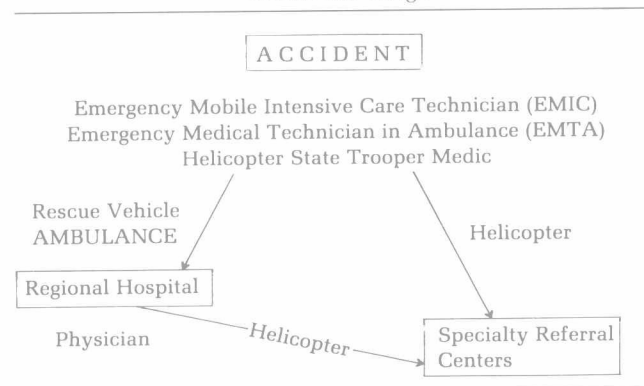 ACCIDENT
Emergency Mobile Intensive Care Technician (EMIC)
Emergency Medical Technician in Ambulance (EMTA)
Helicopter State Trooper Medic
Rescue Vehicle
AMBULANCE
Helicopter
Regional Hospital
Physician
Helicopter
Specialty Referral
Centers